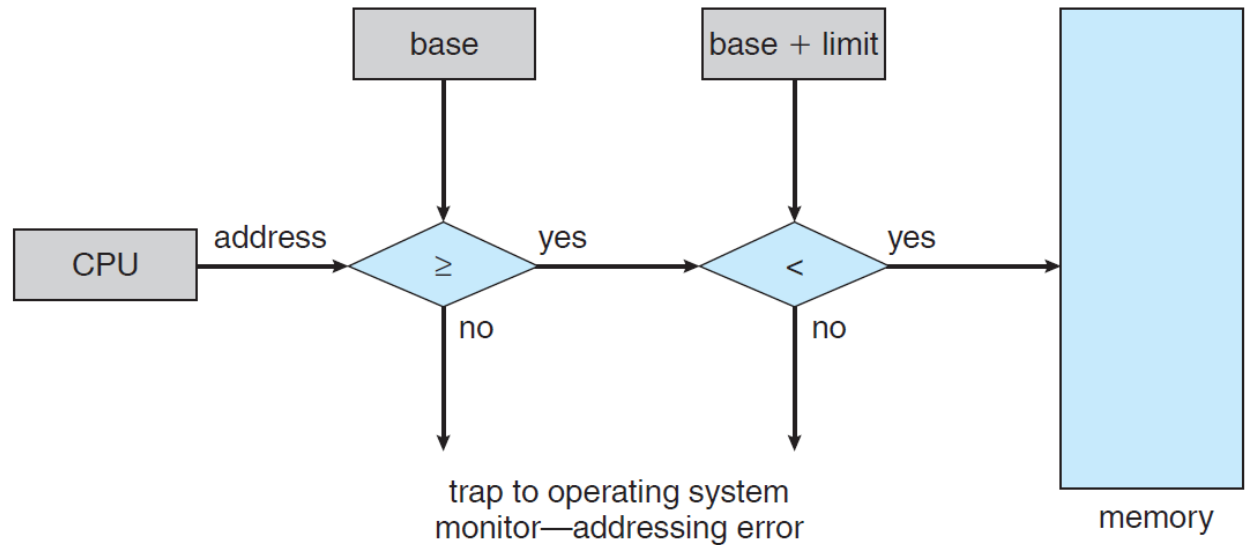 base
base + limit
CPU
address
≥
yes
<
yes
no
no
trap to operating system
monitor—addressing error
memory